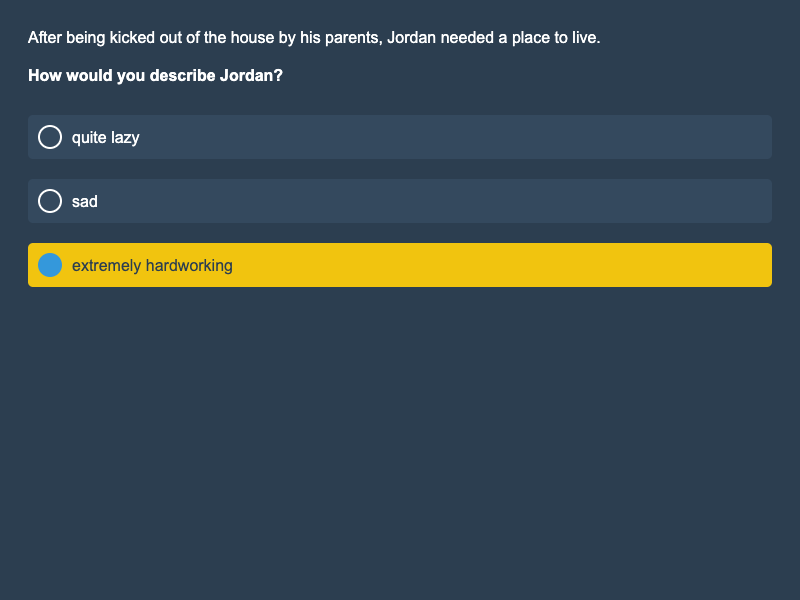 After being kicked out of the house by his parents, Jordan needed a place to live.
How would you describe Jordan?
quite lazy
sad
extremely hardworking